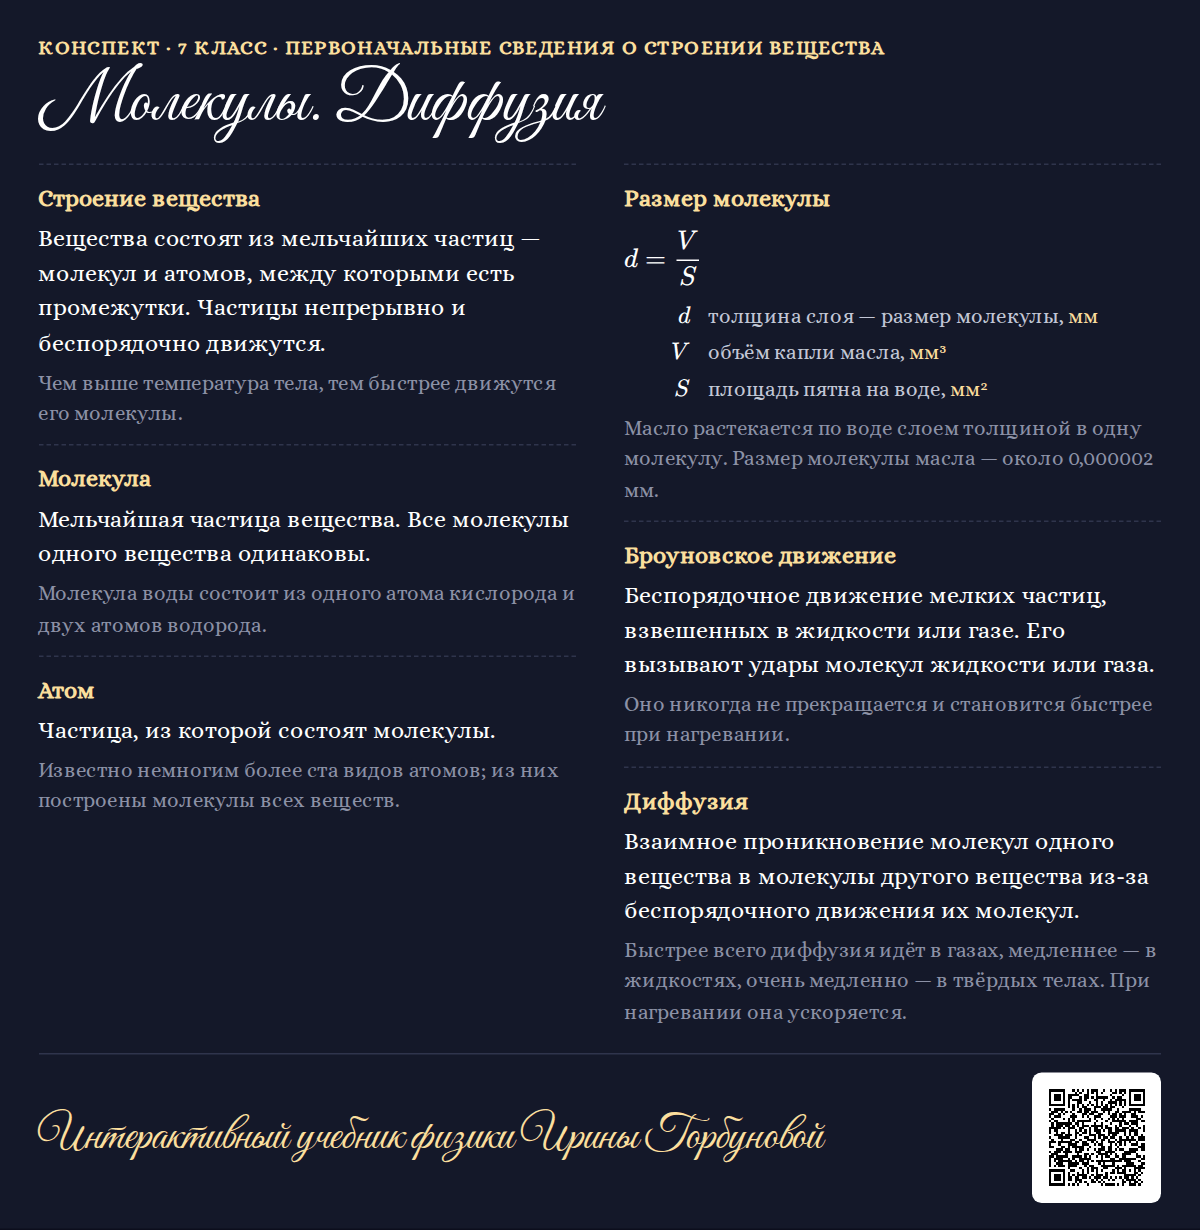 КОНСПЕКТ · 7 КЛАСС · ПЕРВОНАЧАЛЬНЫЕ СВЕДЕНИЯ О СТРОЕНИИ ВЕЩЕСТВА
Молекулы. Диффузия
Строение вещества
Вещества состоят из мельчайших частиц —
молекул и атомов, между которыми есть
промежутки. Частицы непрерывно и
беспорядочно движутся.
Чем выше температура тела, тем быстрее движутся
его молекулы.
Молекула
Мельчайшая частица вещества. Все молекулы
одного вещества одинаковы.
Молекула воды состоит из одного атома кислорода и
двух атомов водорода.
Атом
Частица, из которой состоят молекулы.
Известно немногим более ста видов атомов; из них
построены молекулы всех веществ.
Размер молекулы
d = V / S
d толщина слоя — размер молекулы, мм
V объём капли масла, мм³
S площадь пятна на воде, мм²
Масло растекается по воде слоем толщиной в одну
молекулу. Размер молекулы масла — около 0,000002
мм.
Броуновское движение
Беспорядочное движение мелких частиц,
взвешенных в жидкости или газе. Его
вызывают удары молекул жидкости или газа.
Оно никогда не прекращается и становится быстрее
при нагревании.
Диффузия
Взаимное проникновение молекул одного
вещества в молекулы другого вещества из-за
беспорядочного движения их молекул.
Быстрее всего диффузия идёт в газах, медленнее — в
жидкостях, очень медленно — в твёрдых телах. При
нагревании она ускоряется.
Интерактивный учебник физики Ирины Горбуновой